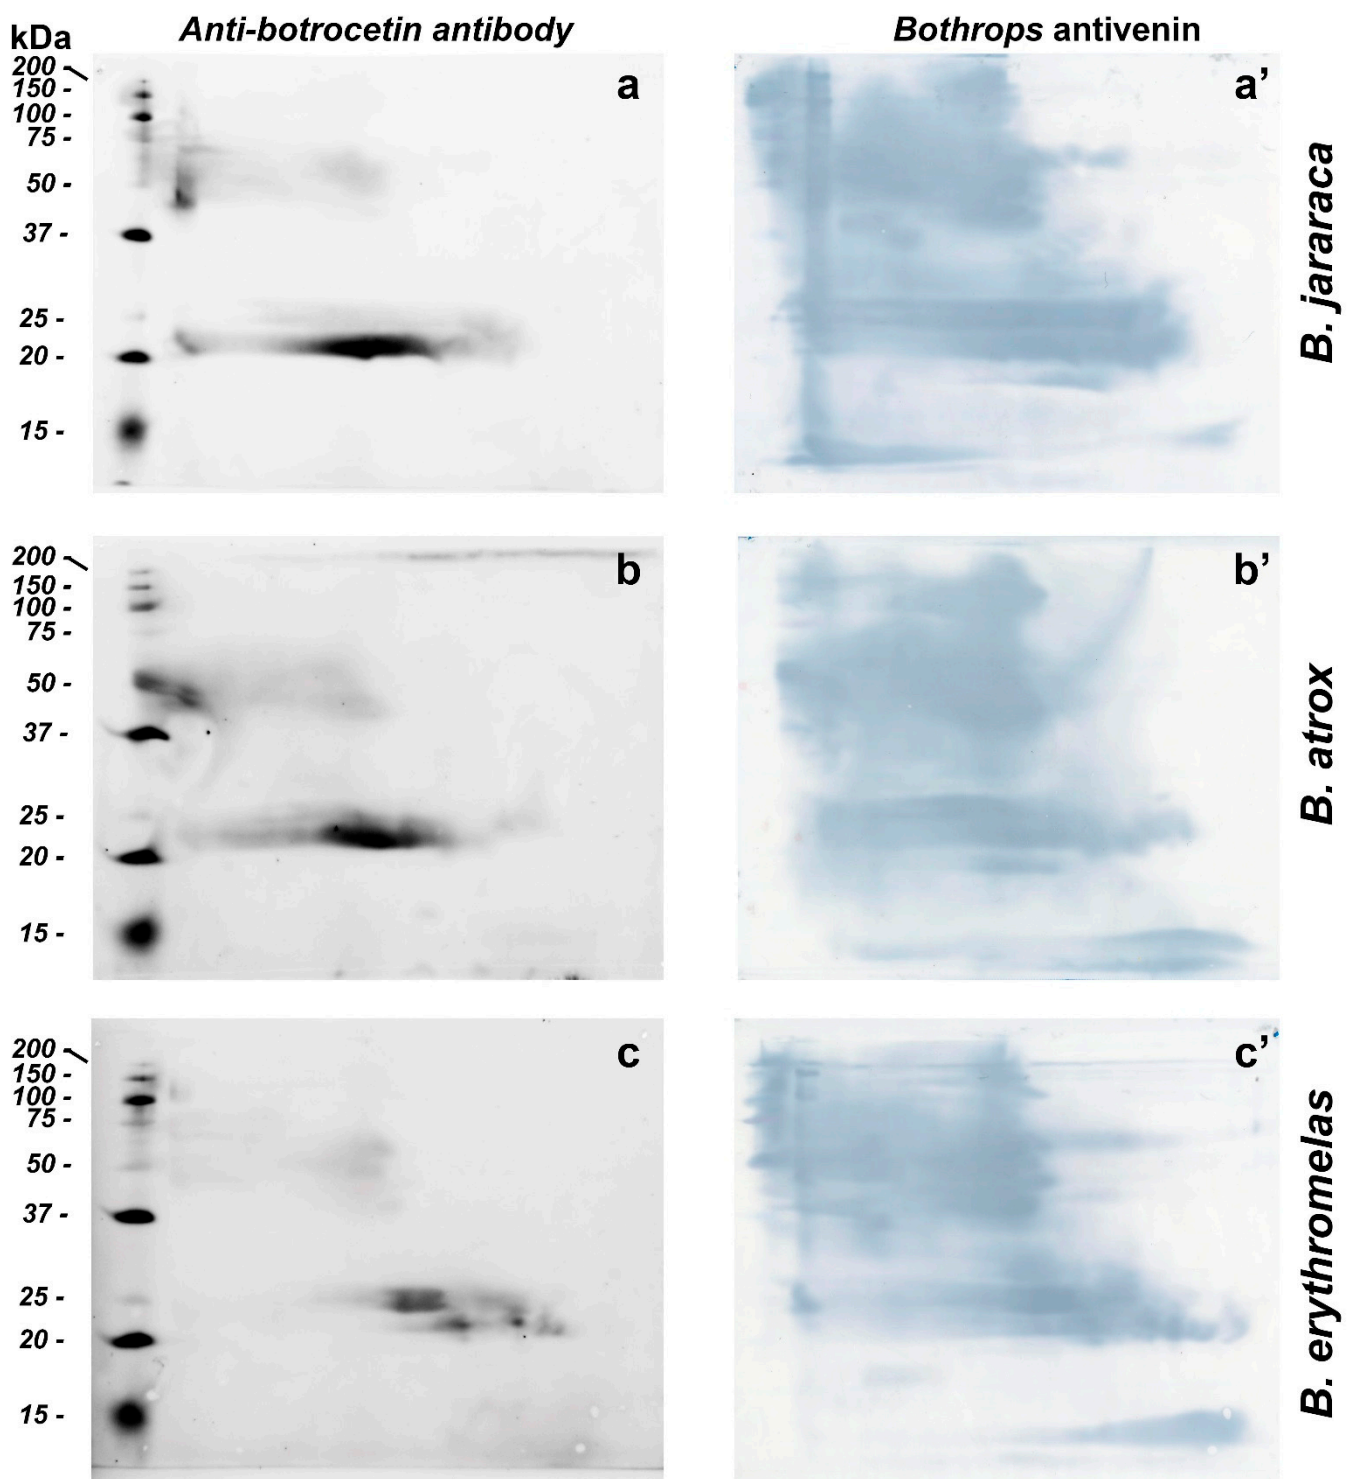 kDa
Anti-botrocetin antibody
Bothrops antivenin
200
150 -
100 -
75 -
50 -
37 -
25 -
20 -
15 -
a
a’
B. jararaca
200
150 -
100 -
75 -
50 -
37 -
25 -
20 -
15 -
b
b’
B. atrox
200
150 -
100 -
75 -
50 -
37 -
25 -
20 -
15 -
c
c’
B. erythromelas